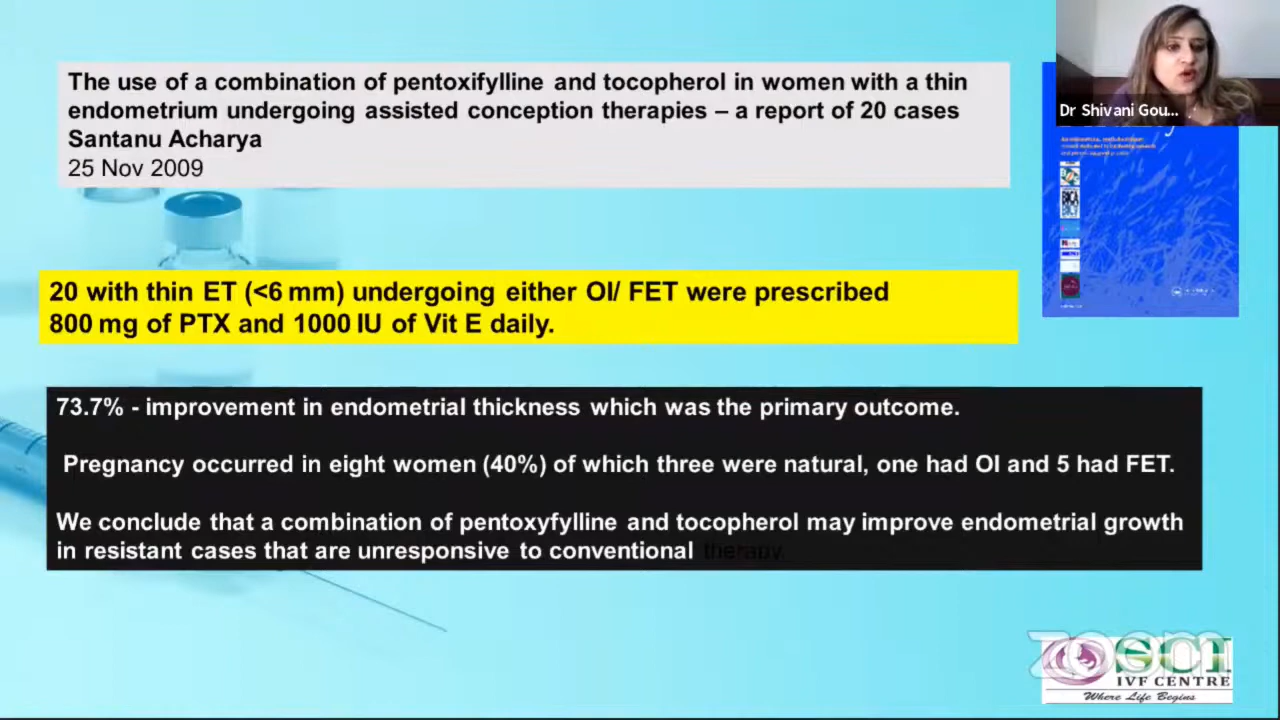 The use of a combination of pentoxifylline and tocopherol in women with a thin
endometrium undergoing assisted conception therapies – a report of 20 cases
Santanu Acharya
25 Nov 2009
Dr Shivani Gou...
20 with thin ET (<6 mm) undergoing either OI/ FET were prescribed
800 mg of PTX and 1000 IU of Vit E daily.
73.7% - improvement in endometrial thickness which was the primary outcome.
Pregnancy occurred in eight women (40%) of which three were natural, one had OI and 5 had FET.
We conclude that a combination of pentoxyfylline and tocopherol may improve endometrial growth
in resistant cases that are unresponsive to conventional therapy.
zoom
SCI
IVF CENTRE
Where Life Begins